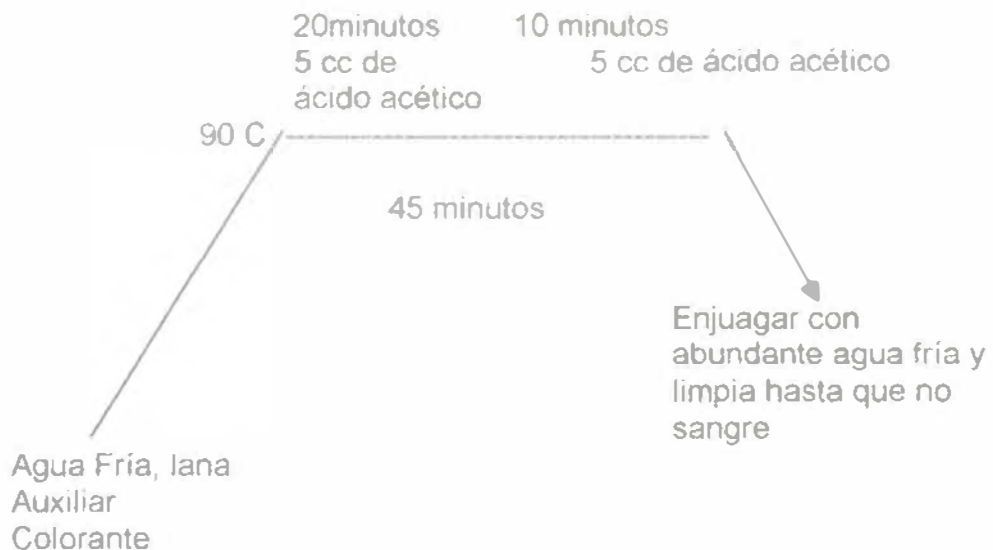 20minutos 10 minutos
5 cc de 5 cc de ácido acético
ácido acético
90 C
45 minutos
Enjuagar con
abundante agua fría y
limpia hasta que no
sangre
Agua Fría, lana
Auxiliar
Colorante